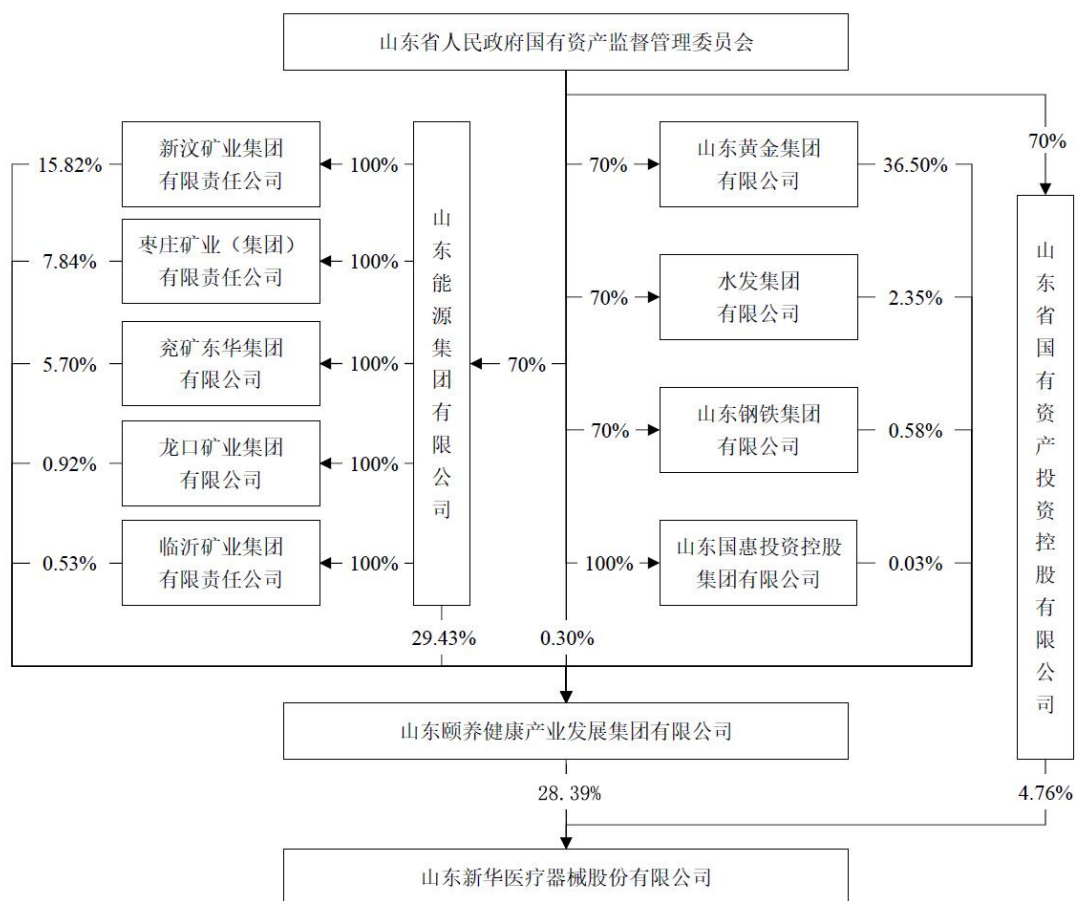 山东省人民政府国有资产监督管理委员会
70%
15.82%
新汶矿业集团
有限责任公司
100%
70%
山东黄金集团
有限公司
36.50%
7.84%
枣庄矿业（集团）
有限责任公司
100%
70%
水发集团
有限公司
2.35%
5.70%
兖矿东华集团
有限公司
100%
山东能源集团有限公司
70%
70%
山东钢铁集团
有限公司
0.58%
0.92%
龙口矿业集团
有限公司
100%
0.53%
临沂矿业集团
有限责任公司
100%
100%
山东国惠投资控股
集团有限公司
0.03%
山东省国有资产投资控股有限公司
29.43%
0.30%
山东颐养健康产业发展集团有限公司
28.39%
4.76%
山东新华医疗器械股份有限公司